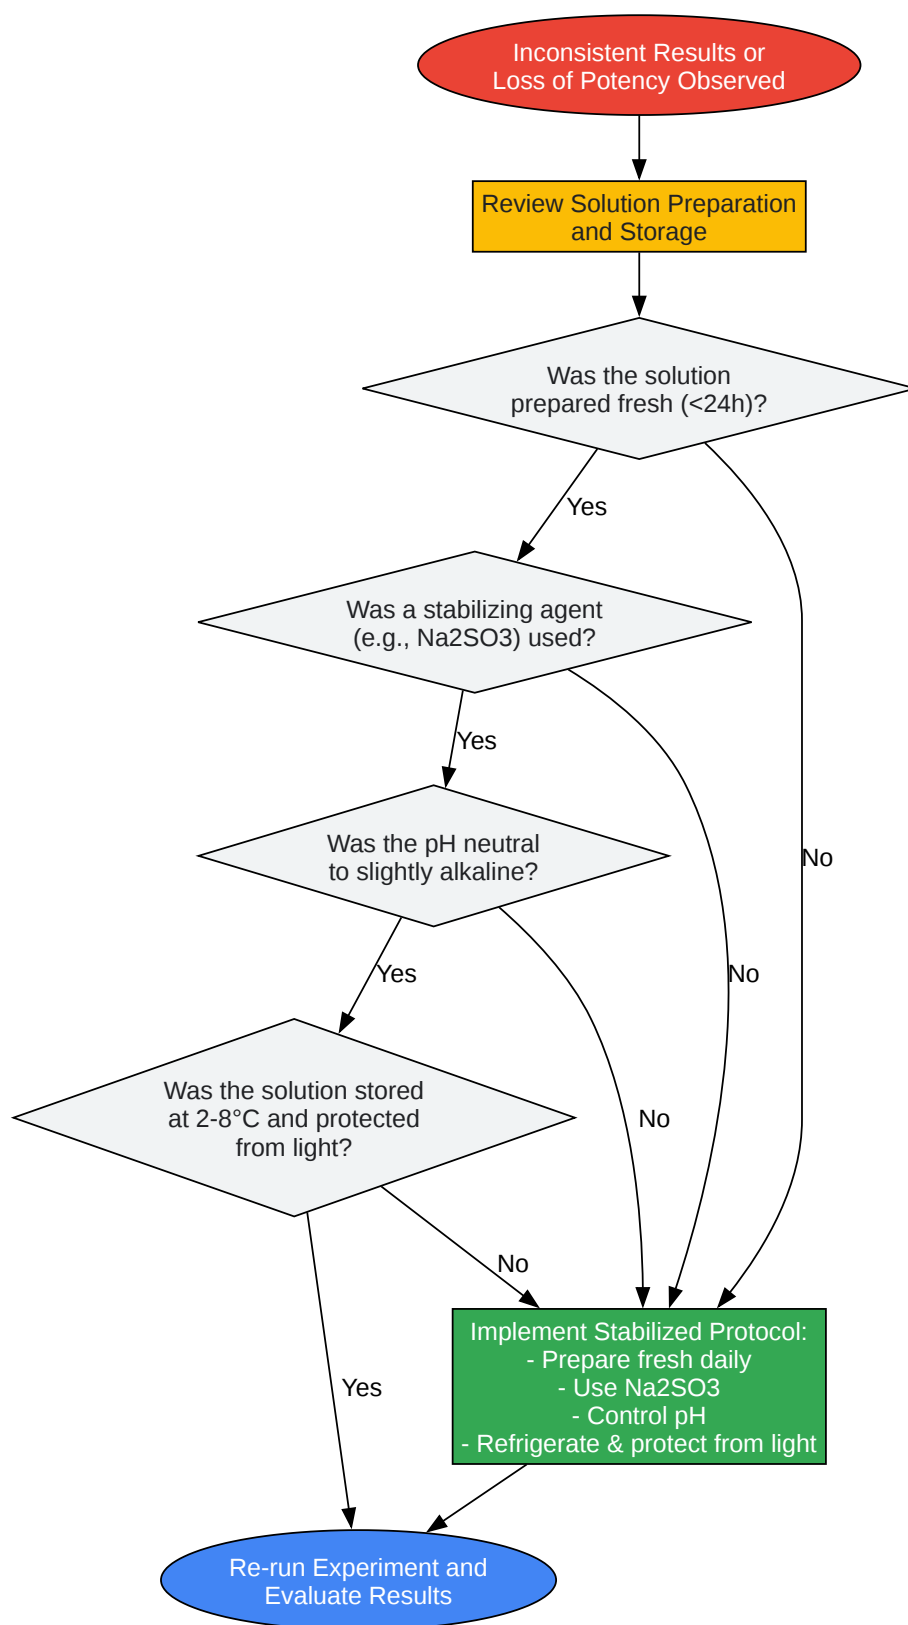 Inconsistent Results or
Loss of Potency Observed
Review Solution Preparation
and Storage
Was the solution
prepared fresh (<24h)?
Yes
Was a stabilizing agent
(e.g., Na2SO3) used?
Yes
Was the pH neutral
to slightly alkaline?
No
Yes
No
Was the solution stored
at 2-8°C and protected
from light?
No
No
Implement Stabilized Protocol:
- Prepare fresh daily
- Use Na2SO3
- Control pH
- Refrigerate & protect from light
Yes
Re-run Experiment and
Evaluate Results